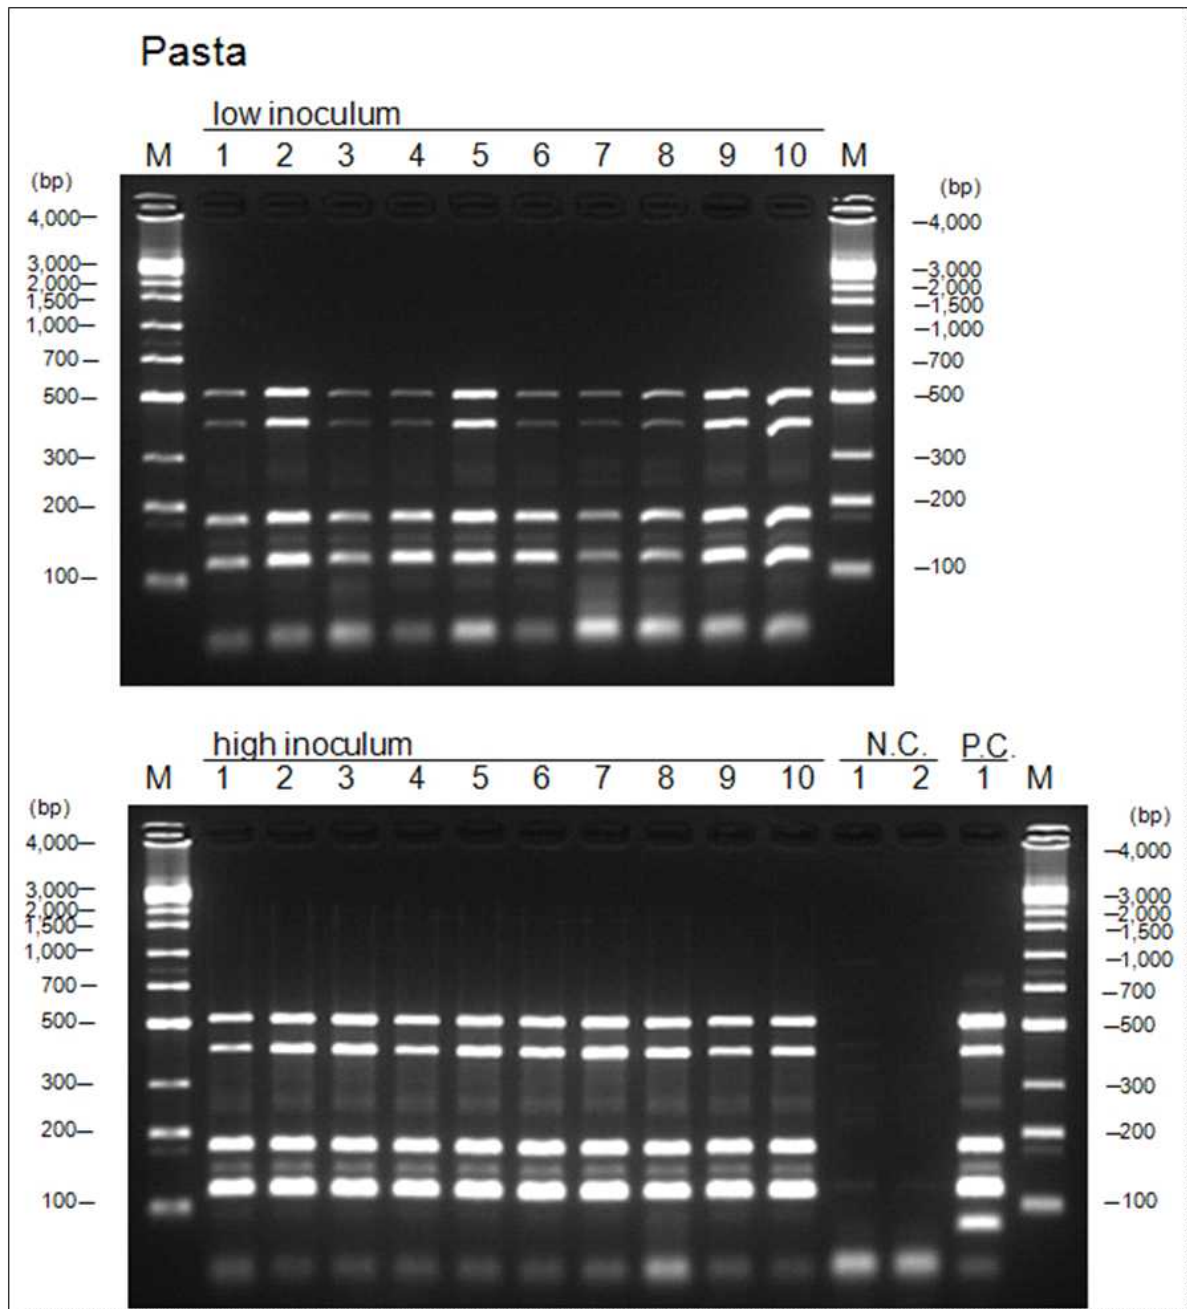 Pasta
low inoculum
M 1 2 3 4 5 6 7 8 9 10 M
(bp) (bp)
4,000 4,000
3,000 3,000
2,000 2,000
1,500 1,500
1,000 1,000
700 700
500 500
300 300
200 200
100 100
high inoculum N.C. P.C.
M 1 2 3 4 5 6 7 8 9 10 1 2 1 M
(bp) (bp)
4,000 4,000
3,000 3,000
2,000 2,000
1,500 1,500
1,000 1,000
700 700
500 500
300 300
200 200
100 100